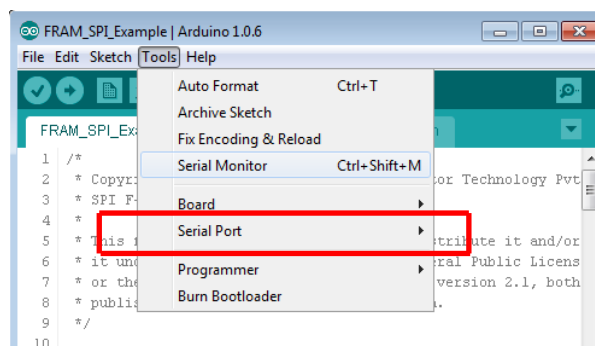 FRAM_SPI_Example | Arduino 1.0.6
File Edit Sketch Tools Help
Auto Format Ctrl+T
Archive Sketch
Fix Encoding & Reload
Serial Monitor Ctrl+Shift+M
Board
Serial Port
Programmer
Burn Bootloader
FRAM_SPI_Exa
1 /*
2 * Copyri tor Technology Pvt
3 * SPI F
4 *
5 * This f tribute it and/or
6 * it und eral Public Licens
7 * or the version 2.1, both
8 * publis
9 */
10